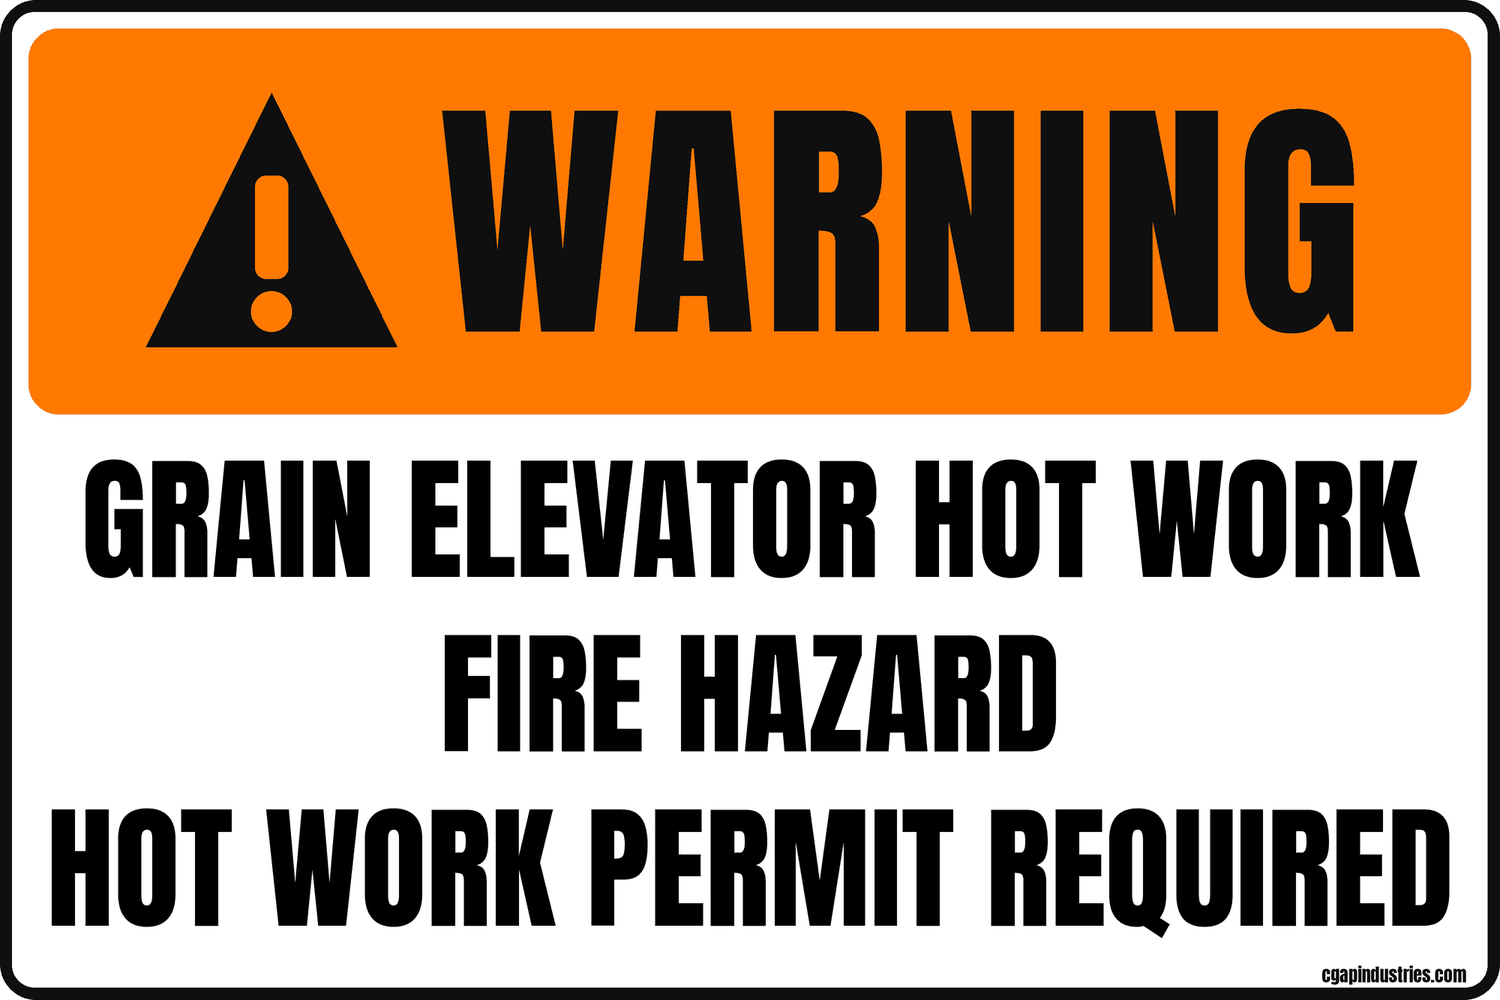 WARNING
GRAIN ELEVATOR HOT WORK
FIRE HAZARD
HOT WORK PERMIT REQUIRED
cgapindustries.com